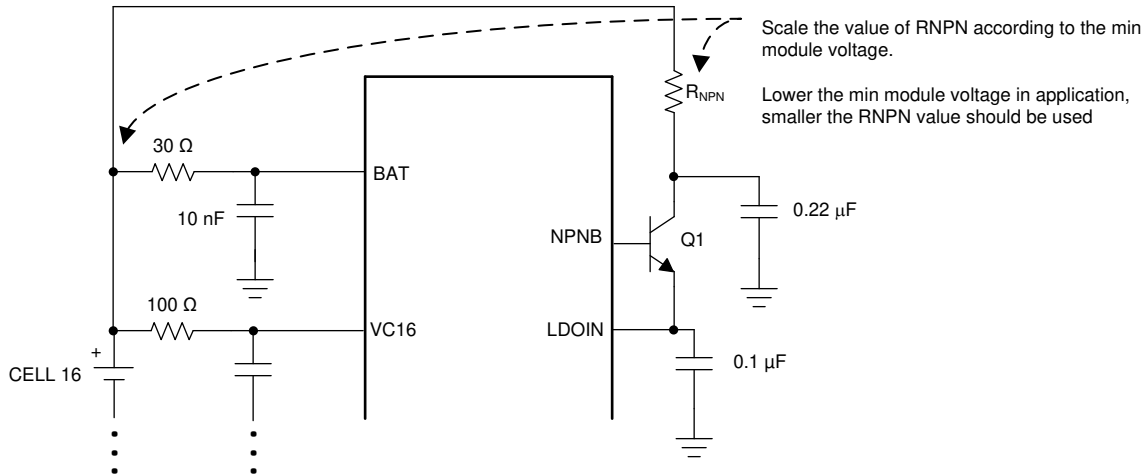 Scale the value of RNPN according to the min
module voltage.
Lower the min module voltage in application,
smaller the RNPN value should be used
RNPN
30 Ω
BAT
10 nF
0.22 μF
NPNB
Q1
100 Ω
VC16
LDOIN
+
CELL 16
0.1 µF